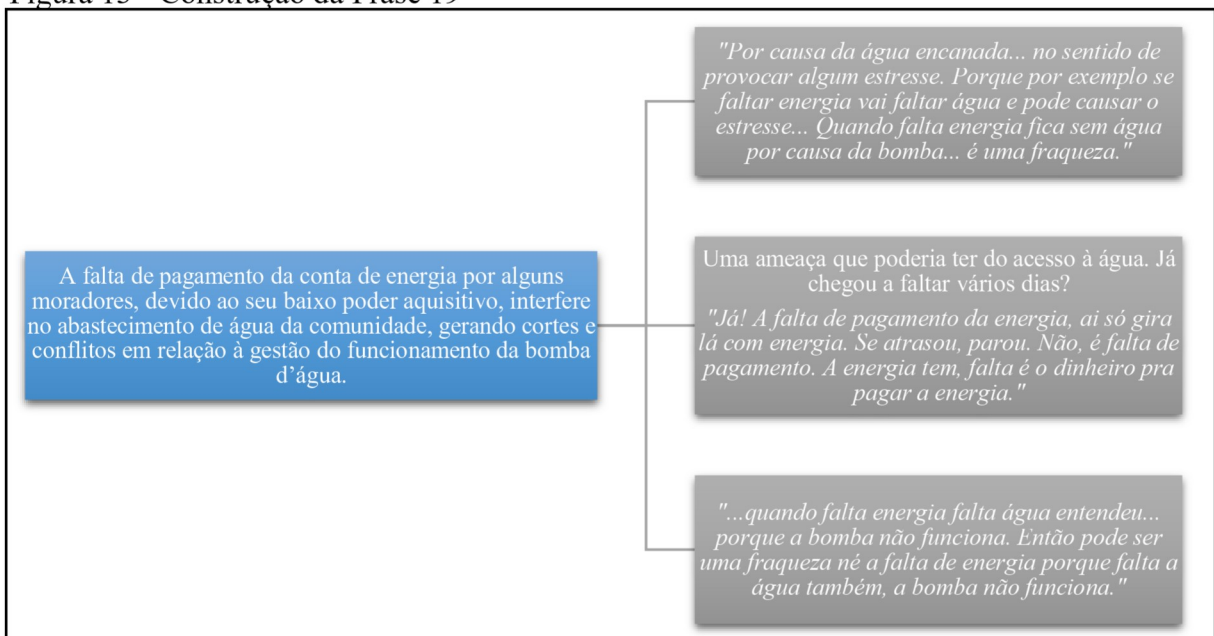 Figura 15 - Construção da Frase 19
A falta de pagamento da conta de energia por alguns
moradores, devido ao seu baixo poder aquisitivo, interfere
no abastecimento de água da comunidade, gerando cortes e
conflitos em relação à gestão do funcionamento da bomba
d’água.
"Por causa da água encanada... no sentido de
provocar algum estresse. Porque por exemplo se
faltar energia vai faltar água e pode causar o
estresse... Quando falta energia fica sem água
por causa da bomba... é uma fraqueza."
Uma ameaça que poderia ter do acesso à água. Já
chegou a faltar vários dias?
"Já! A falta de pagamento da energia, ai só gira
lá com energia. Se atrasou, parou. Não, é falta de
pagamento. A energia tem, falta é o dinheiro pra
pagar a energia."
"...quando falta energia falta água entendeu...
porque a bomba não funciona. Então pode ser
uma fraqueza né a falta de energia porque falta a
água também, a bomba não funciona."